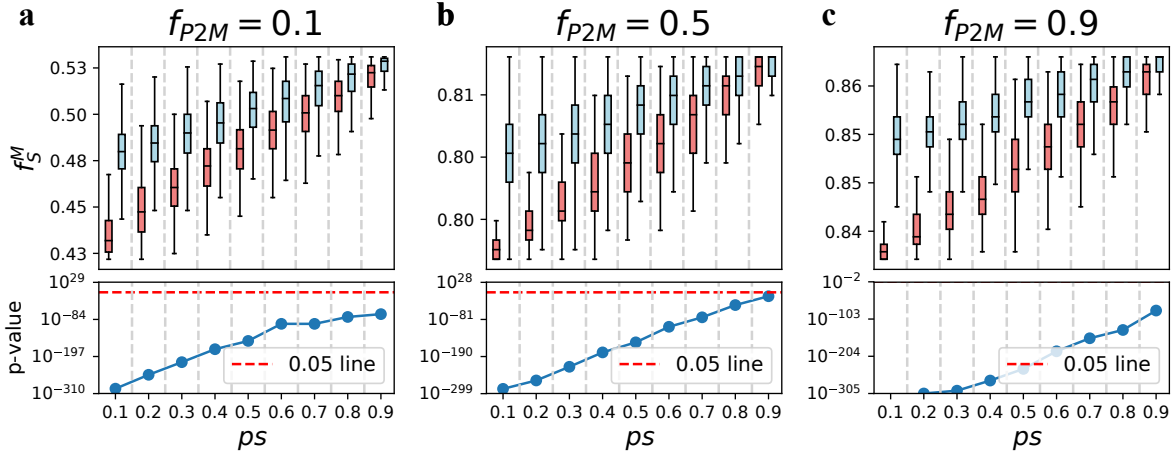 a
f_{P2M} = 0.1
f_S^M
0.53
0.50
0.48
0.45
0.43
p-value
10^{29}
10^{-84}
10^{-197}
10^{-310}
0.05 line
0.1 0.2 0.3 0.4 0.5 0.6 0.7 0.8 0.9
ps
b
f_{P2M} = 0.5
0.81
0.80
0.80
10^{28}
10^{-81}
10^{-190}
10^{-299}
0.05 line
0.1 0.2 0.3 0.4 0.5 0.6 0.7 0.8 0.9
ps
c
f_{P2M} = 0.9
0.86
0.85
0.85
0.84
10^{-2}
10^{-103}
10^{-204}
10^{-305}
0.05 line
0.1 0.2 0.3 0.4 0.5 0.6 0.7 0.8 0.9
ps